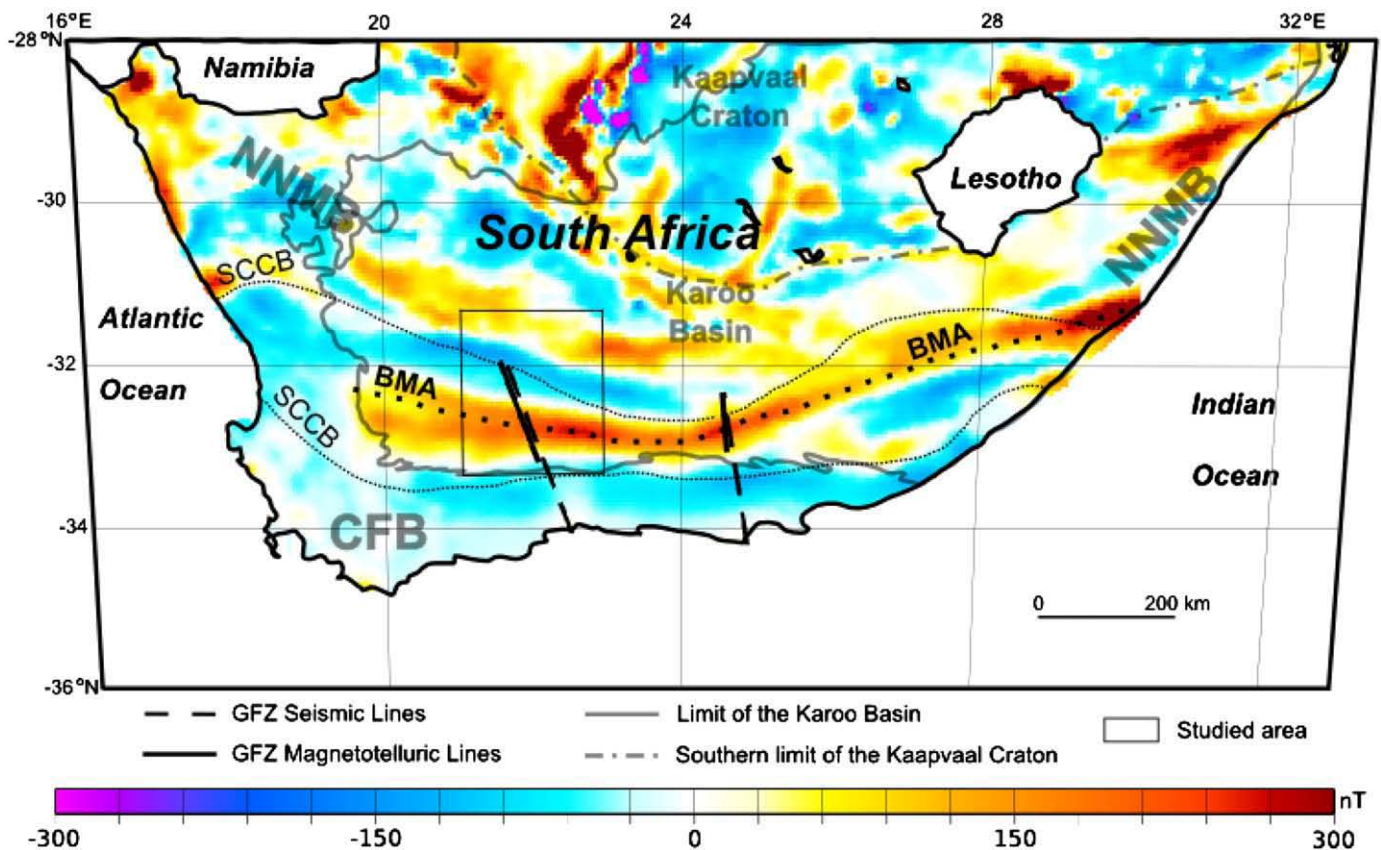 16°E 20 24 28 32°E
-28°N
Namibia
Kaapvaal
Craton
NNMB
Lesotho
-30
South Africa
NNMB
SCCB
Karoo
Basin
Atlantic
Ocean
-32
BMA
BMA
SCCB
Indian
Ocean
-34
CFB
0 200 km
-36°N
GFZ Seismic Lines
Limit of the Karoo Basin
Studied area
GFZ Magnetotelluric Lines
Southern limit of the Kaapvaal Craton
nT
-300 -150 0 150 300